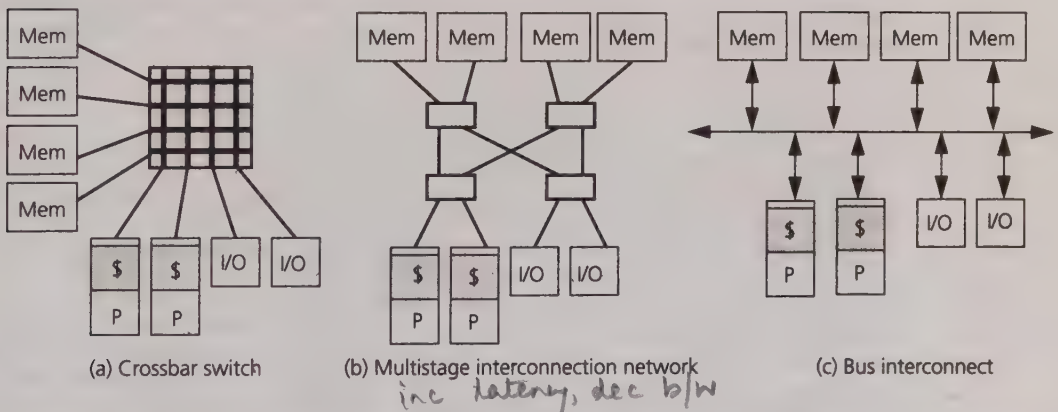 Mem
Mem
Mem
Mem
$ $ I/O I/O
P P
(a) Crossbar switch
Mem Mem Mem Mem
$ $ I/O I/O
P P
(b) Multistage interconnection network
inc latency, dec b/w
Mem Mem Mem Mem
$ $ I/O I/O
P P
(c) Bus interconnect